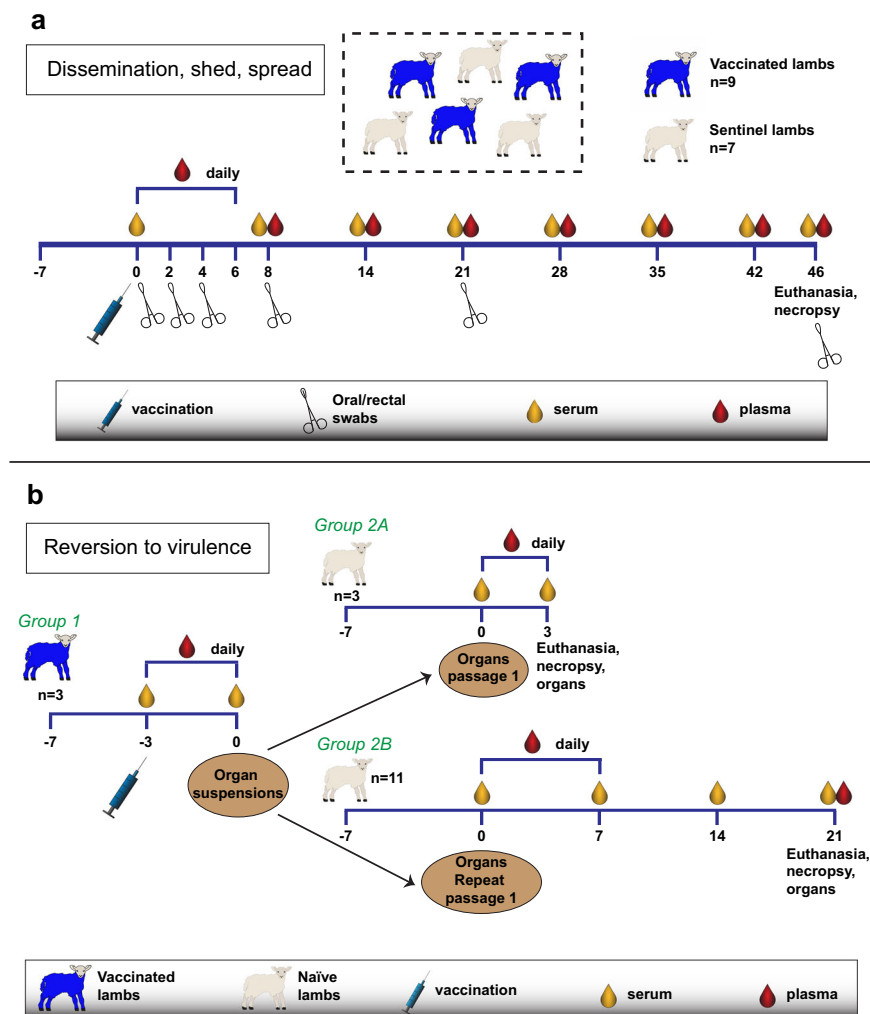 a
Dissemination, shed, spread
Vaccinated lambs
n=9
Sentinel lambs
n=7
daily
-7 0 2 4 6 8 14 21 28 35 42 46
Euthanasia,
necropsy
vaccination
Oral/rectal
swabs
serum
plasma
b
Reversion to virulence
Group 1
n=3
daily
-7 -3 0
Organ
suspensions
Group 2A
n=3
daily
-7 0 3
Organs
passage 1
Euthanasia,
necropsy,
organs
Group 2B
n=11
daily
-7 0 7 14 21
Organs
Repeat
passage 1
Euthanasia,
necropsy,
organs
Vaccinated
lambs
Naïve
lambs
vaccination
serum
plasma